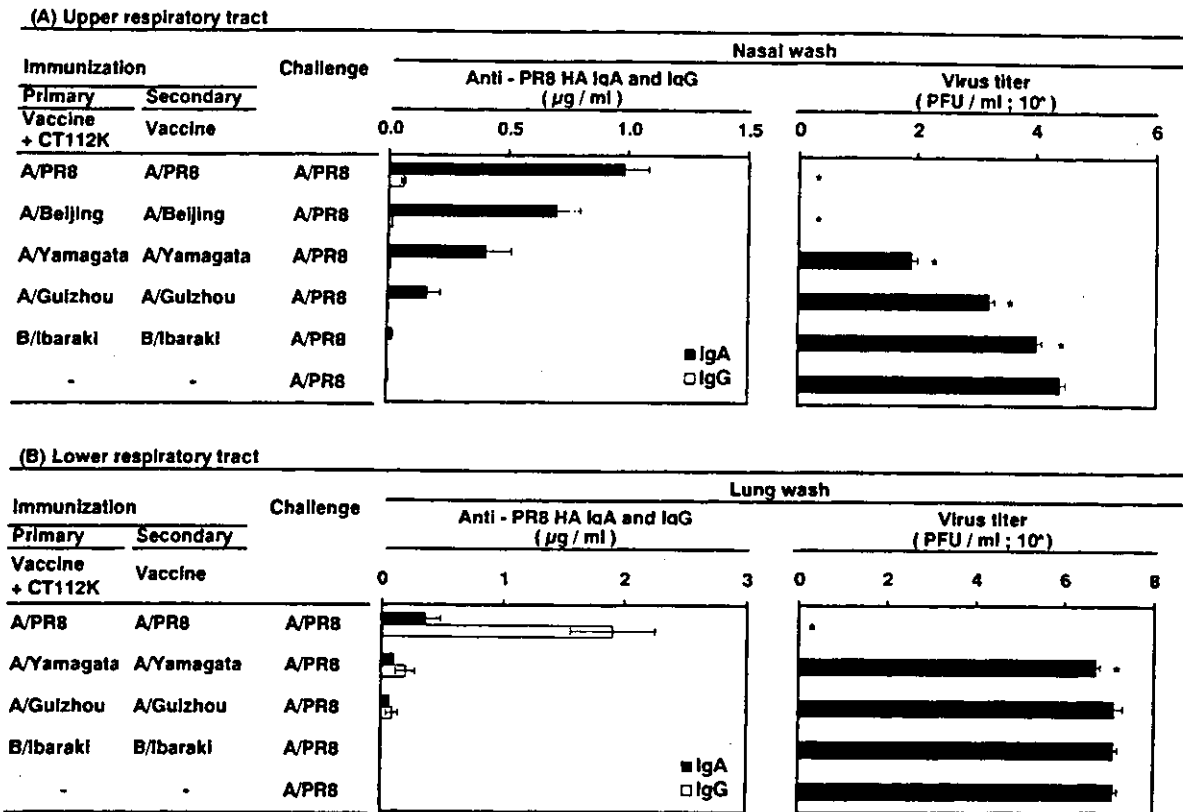 (A) Upper respiratory tract
Nasal wash
Immunization Challenge Anti - PR8 HA IgA and IgG Virus titer
Primary Secondary ( µg / ml ) ( PFU / ml ; 10ⁿ )
Vaccine + CT112K Vaccine 0.0 0.5 1.0 1.5 0 2 4 6
A/PR8 A/PR8 A/PR8 *
A/Beijing A/Beijing A/PR8 *
A/Yamagata A/Yamagata A/PR8 *
A/Guizhou A/Guizhou A/PR8 *
B/Ibaraki B/Ibaraki A/PR8 *
- - A/PR8
IgA
IgG
(B) Lower respiratory tract
Lung wash
Immunization Challenge Anti - PR8 HA IgA and IgG Virus titer
Primary Secondary ( µg / ml ) ( PFU / ml ; 10ⁿ )
Vaccine + CT112K Vaccine 0 1 2 3 0 2 4 6 8
A/PR8 A/PR8 A/PR8 *
A/Yamagata A/Yamagata A/PR8 *
A/Guizhou A/Guizhou A/PR8
B/Ibaraki B/Ibaraki A/PR8
- - A/PR8
IgA
IgG